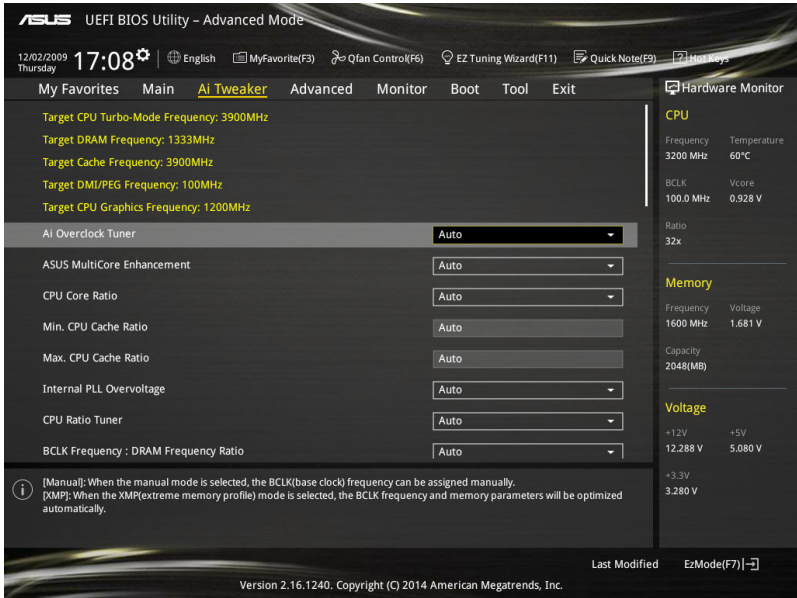 ASUS UEFI BIOS Utility – Advanced Mode
12/02/2009
Thursday
17:08
English
MyFavorite(F3)
Qfan Control(F6)
EZ Tuning Wizard(F11)
Quick Note(F9)
? Hot Keys
My Favorites Main Ai Tweaker Advanced Monitor Boot Tool Exit
Target CPU Turbo-Mode Frequency: 3900MHz
Target DRAM Frequency: 1333MHz
Target Cache Frequency: 3900MHz
Target DMI/PEG Frequency: 100MHz
Target CPU Graphics Frequency: 1200MHz
Ai Overclock Tuner Auto
ASUS MultiCore Enhancement Auto
CPU Core Ratio Auto
Min. CPU Cache Ratio Auto
Max. CPU Cache Ratio Auto
Internal PLL Overvoltage Auto
CPU Ratio Tuner Auto
BCLK Frequency : DRAM Frequency Ratio Auto
[Manual]: When the manual mode is selected, the BCLK(base clock) frequency can be assigned manually.
[XMP]: When the XMP(extreme memory profile) mode is selected, the BCLK frequency and memory parameters will be optimized
automatically.
Hardware Monitor
CPU
Frequency Temperature
3200 MHz 60°C
BCLK Vcore
100.0 MHz 0.928 V
Ratio
32x
Memory
Frequency Voltage
1600 MHz 1.681 V
Capacity
2048(MB)
Voltage
+12V +5V
12.288 V 5.080 V
+3.3V
3.280 V
Last Modified EzMode(F7)
Version 2.16.1240. Copyright (C) 2014 American Megatrends, Inc.